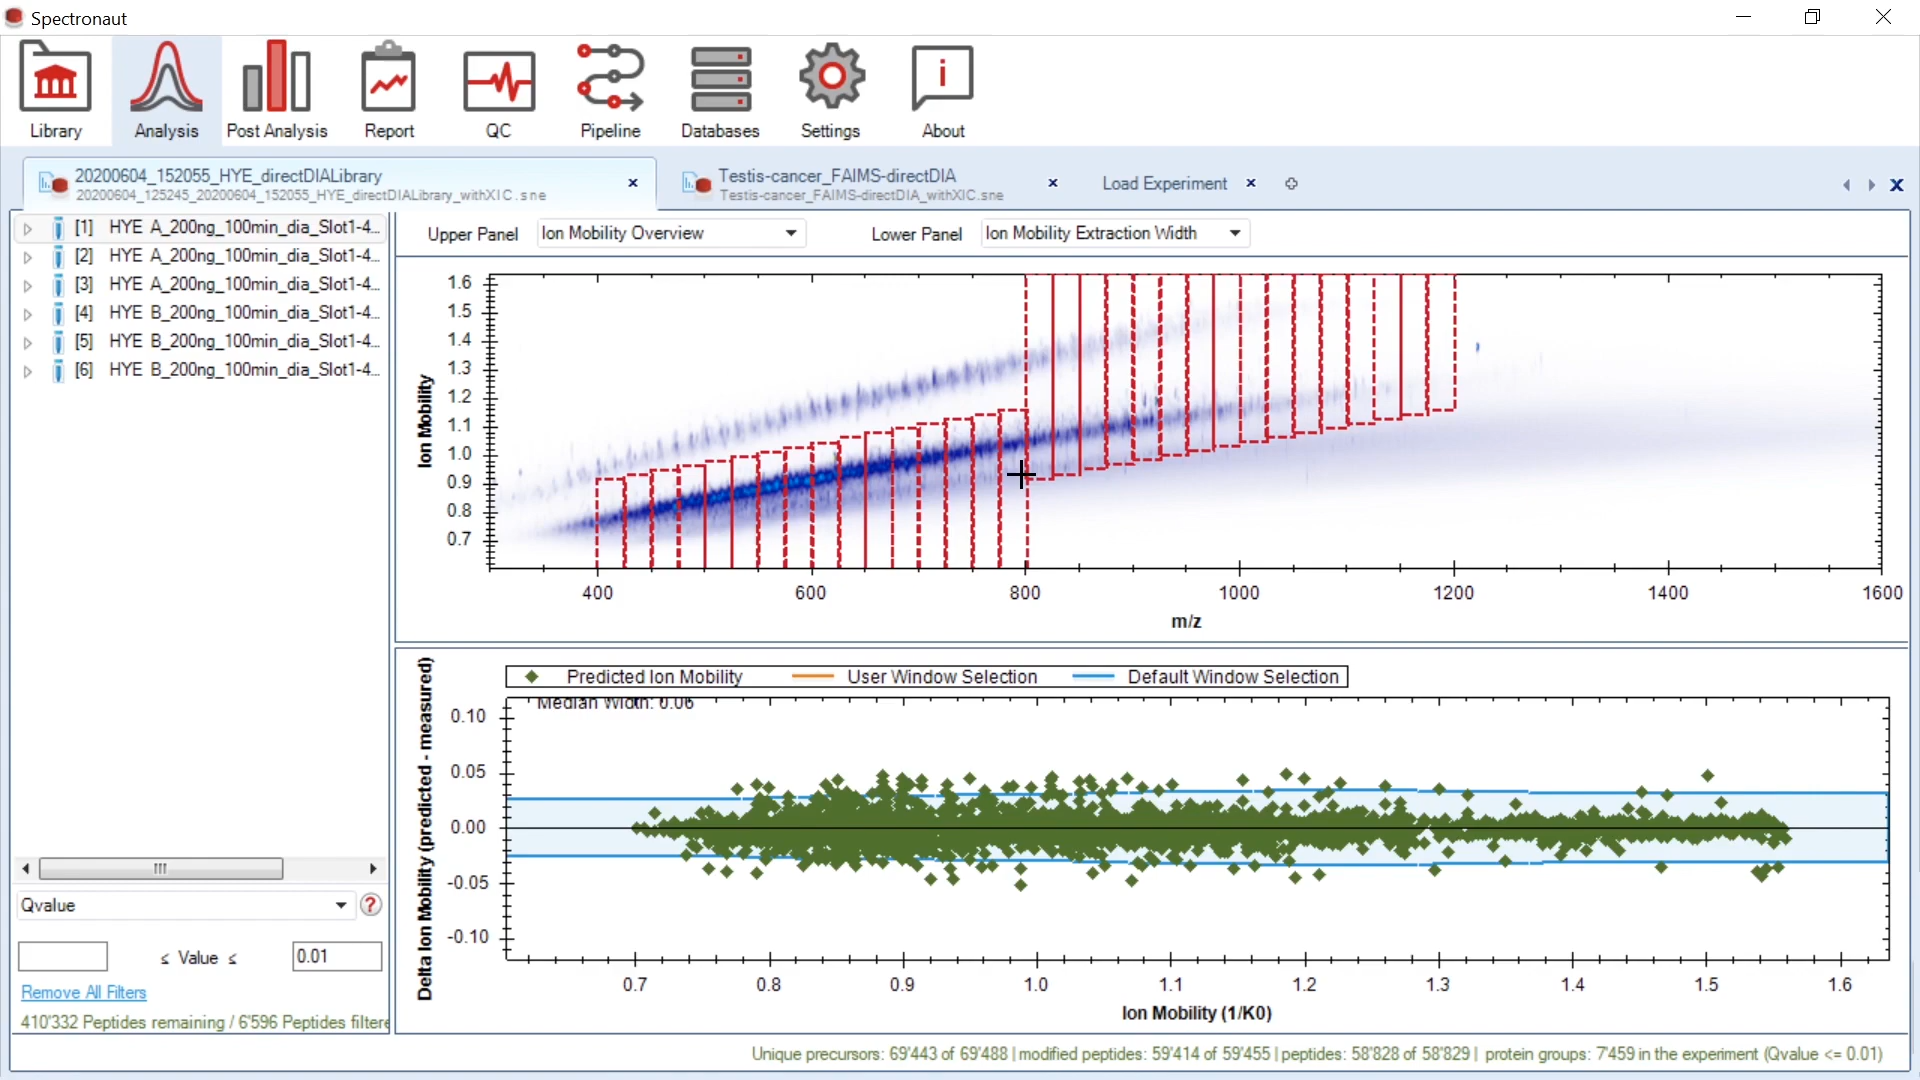 Spectronaut
Library
Analysis
Post Analysis
Report
QC
Pipeline
Databases
Settings
About
20200604_152055_HYE_directDIALibrary
20200604_125245_20200604_152055_HYE_directDIALibrary_withXIC.sne
Testis-cancer_FAIMS-directDIA
Testis-cancer_FAIMS-directDIA_withXIC.sne
Load Experiment
[1] HYE A_200ng_100min_dia_Slot1-4...
[2] HYE A_200ng_100min_dia_Slot1-4...
[3] HYE A_200ng_100min_dia_Slot1-4...
[4] HYE B_200ng_100min_dia_Slot1-4...
[5] HYE B_200ng_100min_dia_Slot1-4...
[6] HYE B_200ng_100min_dia_Slot1-4...
Qvalue
?
≤ Value ≤ 0.01
Remove All Filters
410'332 Peptides remaining / 6'596 Peptides filtere
Upper Panel Ion Mobility Overview
Lower Panel Ion Mobility Extraction Width
Ion Mobility
1.6
1.5
1.4
1.3
1.2
1.1
1.0
0.9
0.8
0.7
400 600 800 1000 1200 1400 1600
m/z
Predicted Ion Mobility User Window Selection Default Window Selection
Median Width: 0.06
Delta Ion Mobility (predicted - measured)
0.10
0.05
0.00
-0.05
-0.10
0.7 0.8 0.9 1.0 1.1 1.2 1.3 1.4 1.5 1.6
Ion Mobility (1/K0)
Unique precursors: 69'443 of 69'488 | modified peptides: 59'414 of 59'455 | peptides: 58'828 of 58'829 | protein groups: 7'459 in the experiment (Qvalue <= 0.01)